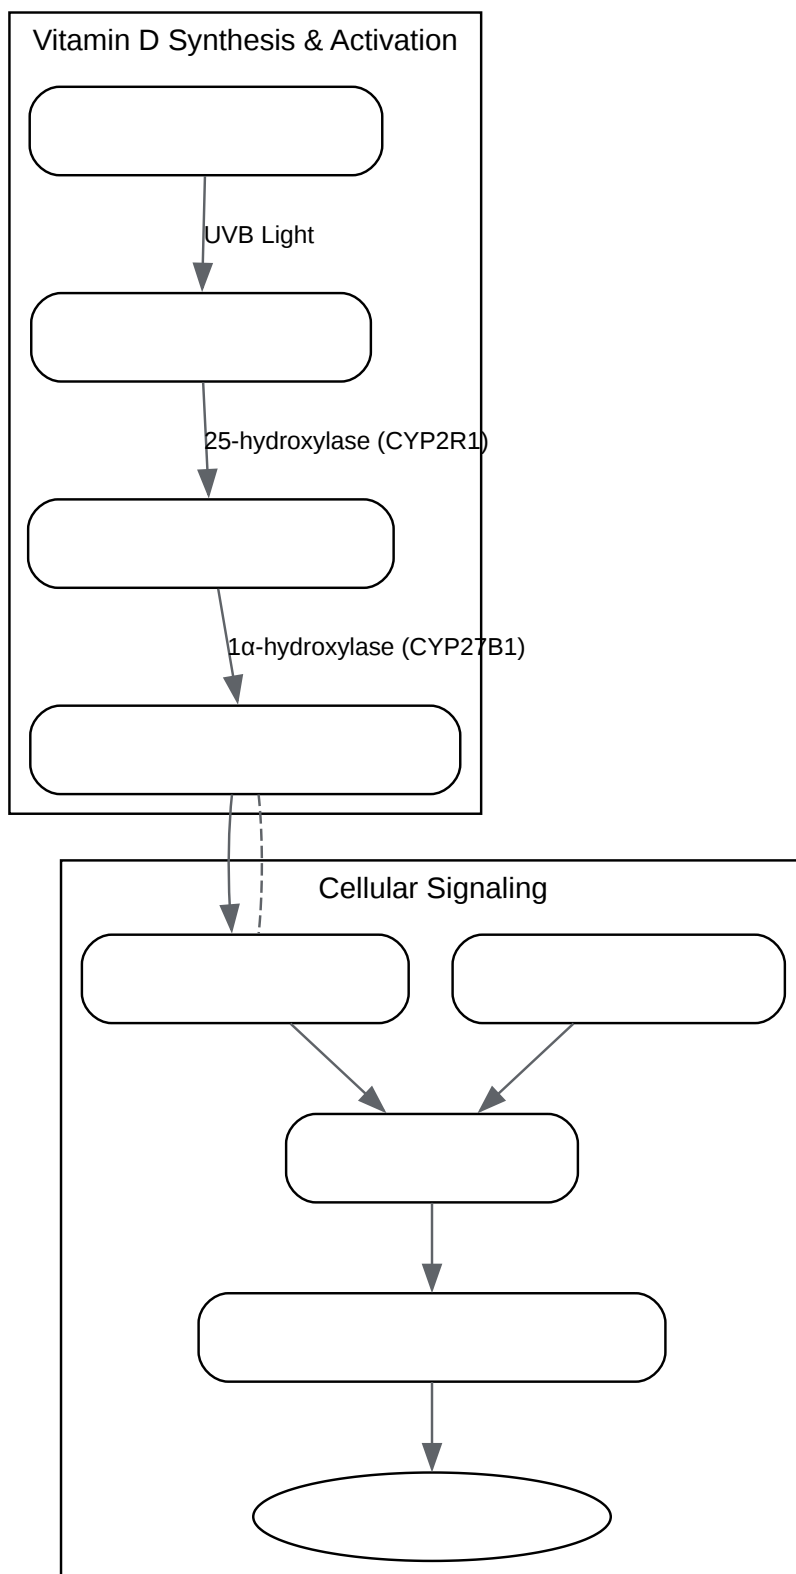 Vitamin D Synthesis & Activation
UVB Light
25-hydroxylase (CYP2R1)
1α-hydroxylase (CYP27B1)
Cellular Signaling